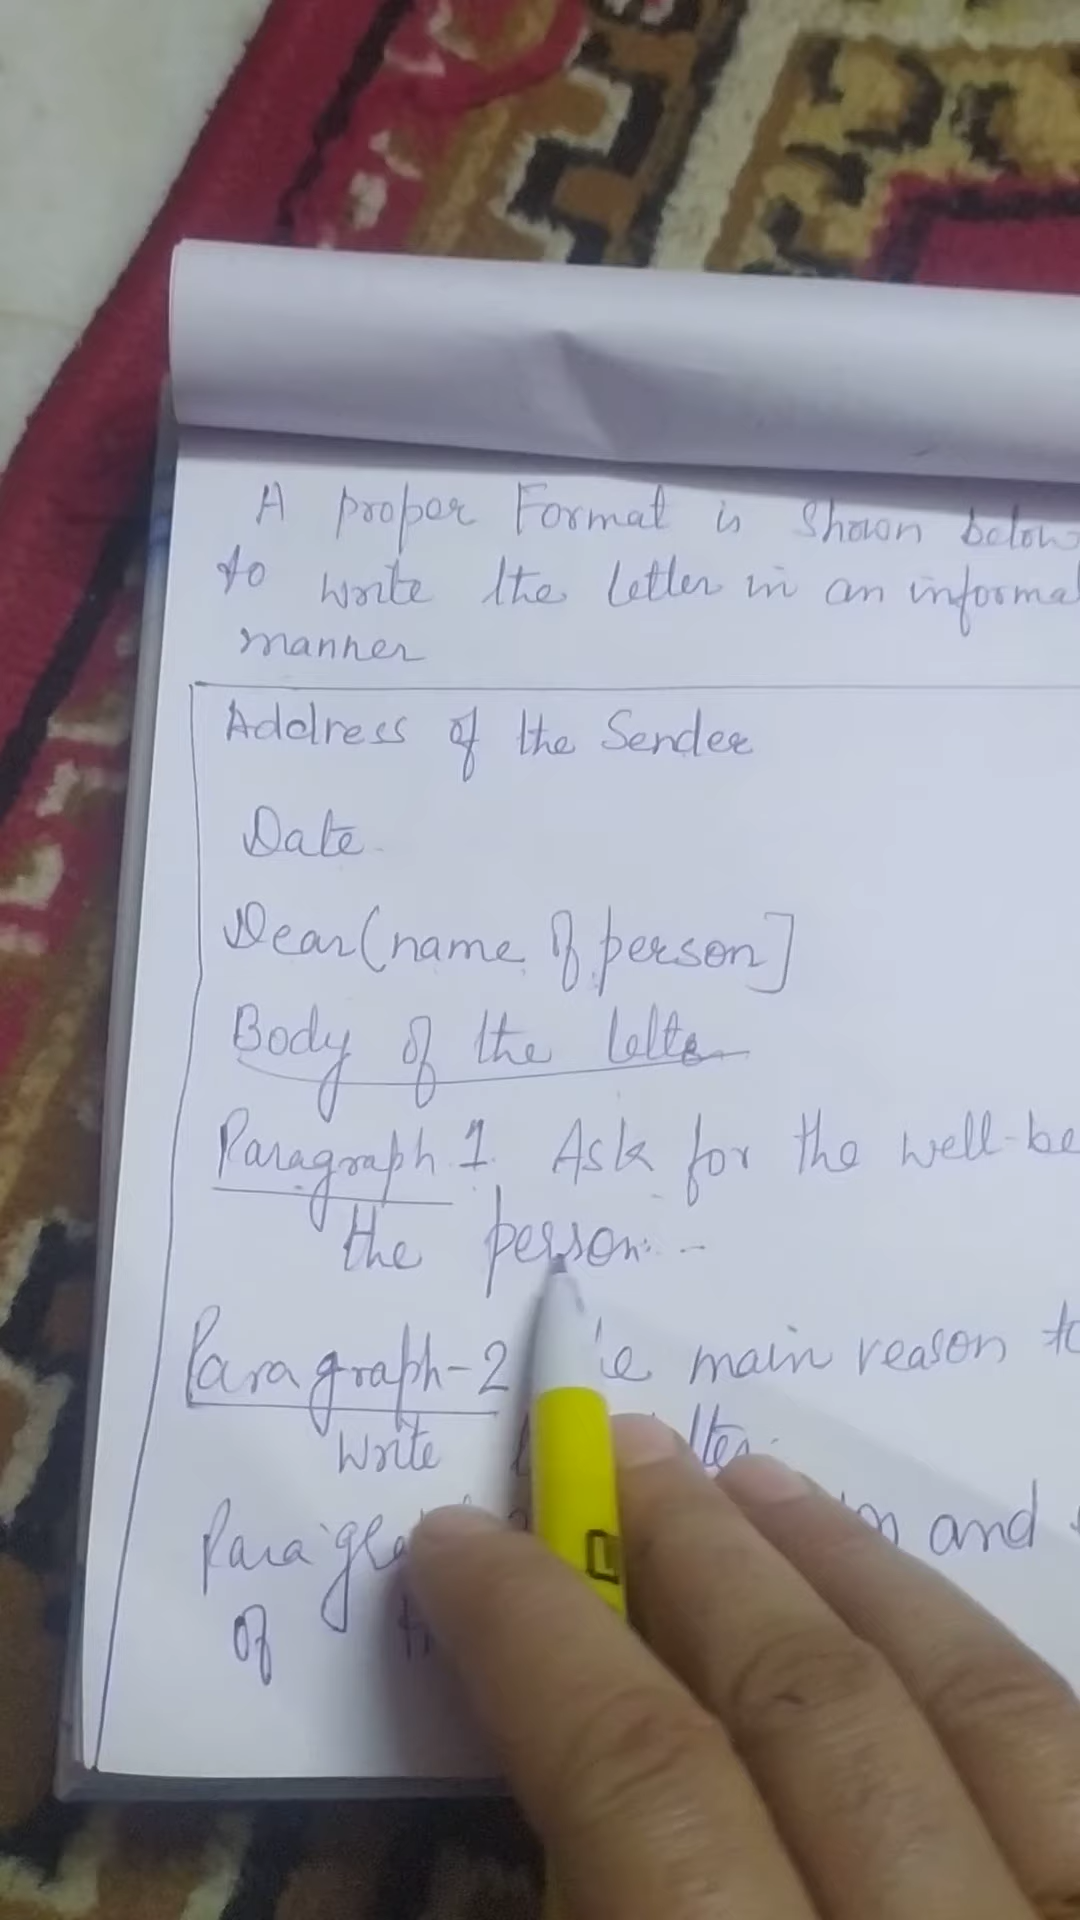 A proper Format is shown below
to write the letter in an informal
manner
Address of the Sender
Date
Dear (name of person]
Body of the letter
Paragraph 1. Ask for the well-be
the person.
Paragraph-2 main reason to
write
and
of